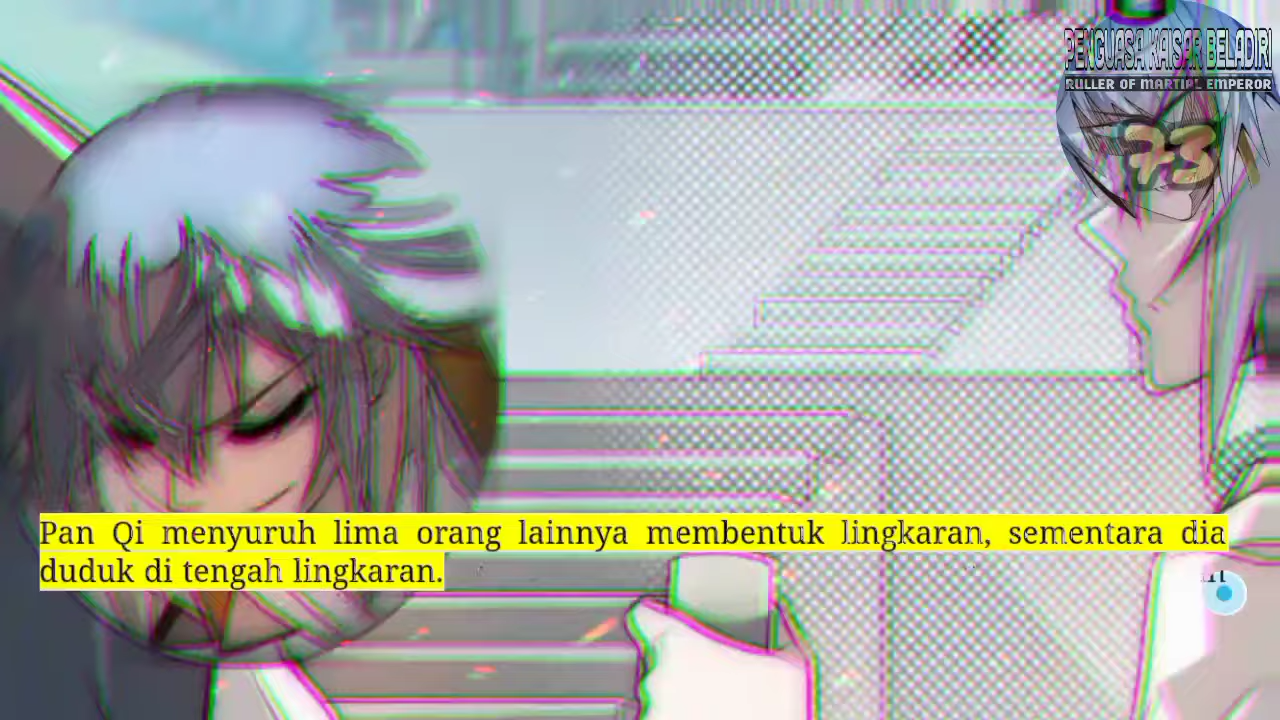 PENGUASA KAISAR BELADIRI
RULLER OF MARTIAL EMPEROR
73
Pan Qi menyuruh lima orang lainnya membentuk lingkaran, sementara dia
duduk di tengah lingkaran.